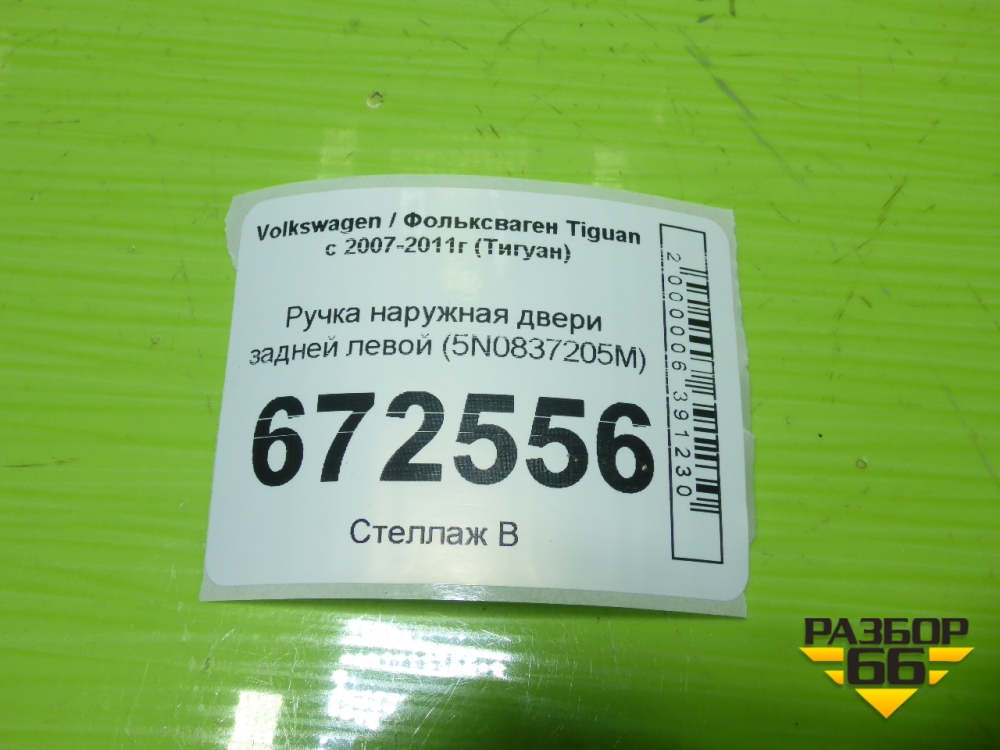 Volkswagen / Фольксваген Tiguan
с 2007-2011г (Тигуан)
Ручка наружная двери
задней левой (5N0837205M)
672556
Стеллаж В
2000006391230
РАЗБОР
66